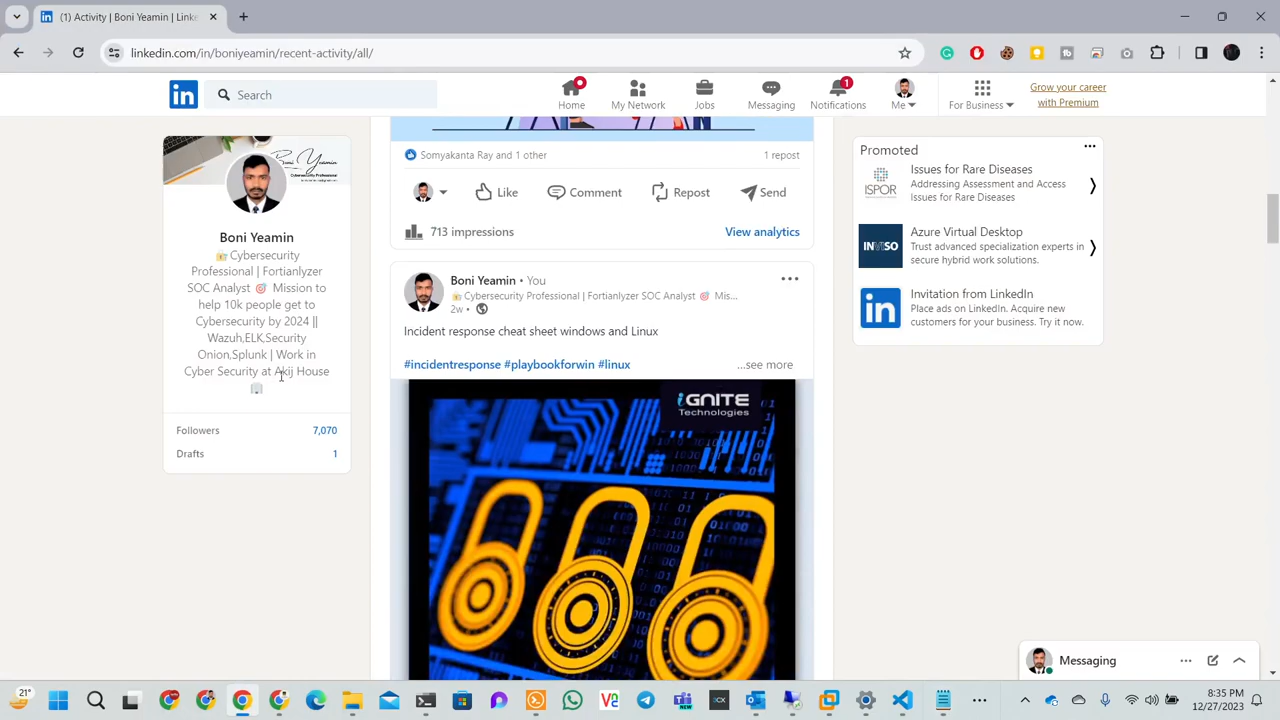 (1) Activity | Boni Yeamin | Linke
linkedin.com/in/boniyeamin/recent-activity/all/
in
Search
Home
My Network
Jobs
Messaging
1
Notifications
Me
For Business
Grow your career
with Premium
Boni Yeamin
Cybersecurity
Professional | Fortianlyzer
SOC Analyst 🎯 Mission to
help 10k people get to
Cybersecurity by 2024 ||
Wazuh,ELK,Security
Onion,Splunk | Work in
Cyber Security at Akij House
Followers 7,070
Drafts 1
Somyakanta Ray and 1 other 1 repost
Like
Comment
Repost
Send
713 impressions View analytics
Boni Yeamin • You
Cybersecurity Professional | Fortianlyzer SOC Analyst 🎯 Mis...
2w •
Incident response cheat sheet windows and Linux
#incidentresponse #playbookforwin #linux ...see more
iGNITE
Technologies
Promoted
ISPOR
Issues for Rare Diseases
Addressing Assessment and Access
Issues for Rare Diseases
Azure Virtual Desktop
Trust advanced specialization experts in
secure hybrid work solutions.
in
Invitation from LinkedIn
Place ads on LinkedIn. Acquire new
customers for your business. Try it now.
Messaging
21°
8:35 PM
12/27/2023